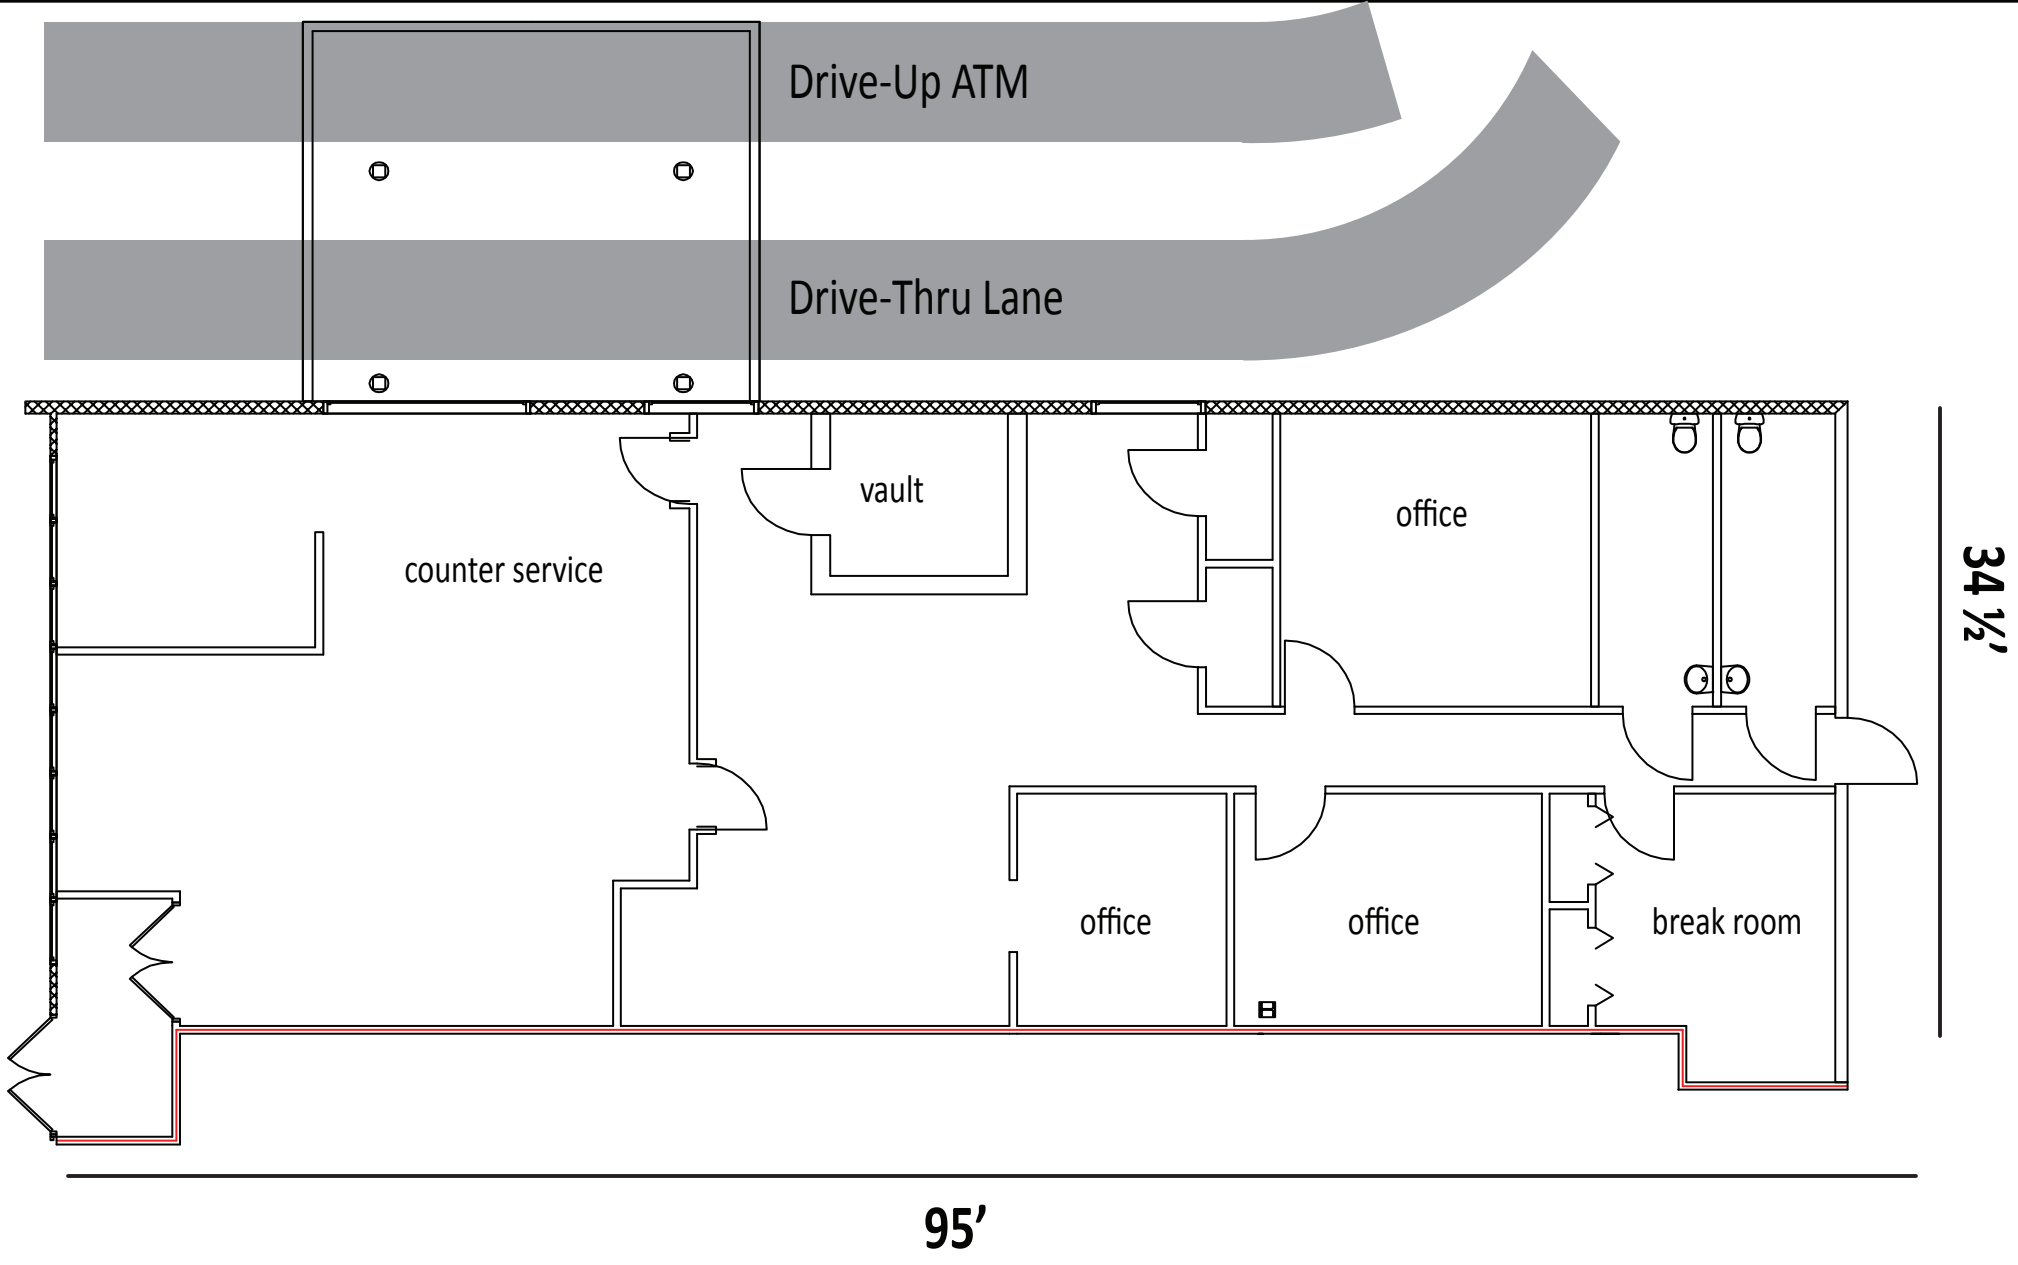 Drive-Up ATM
Drive-Thru Lane
vault
office
counter service
34 ½’
office
office
break room
95’